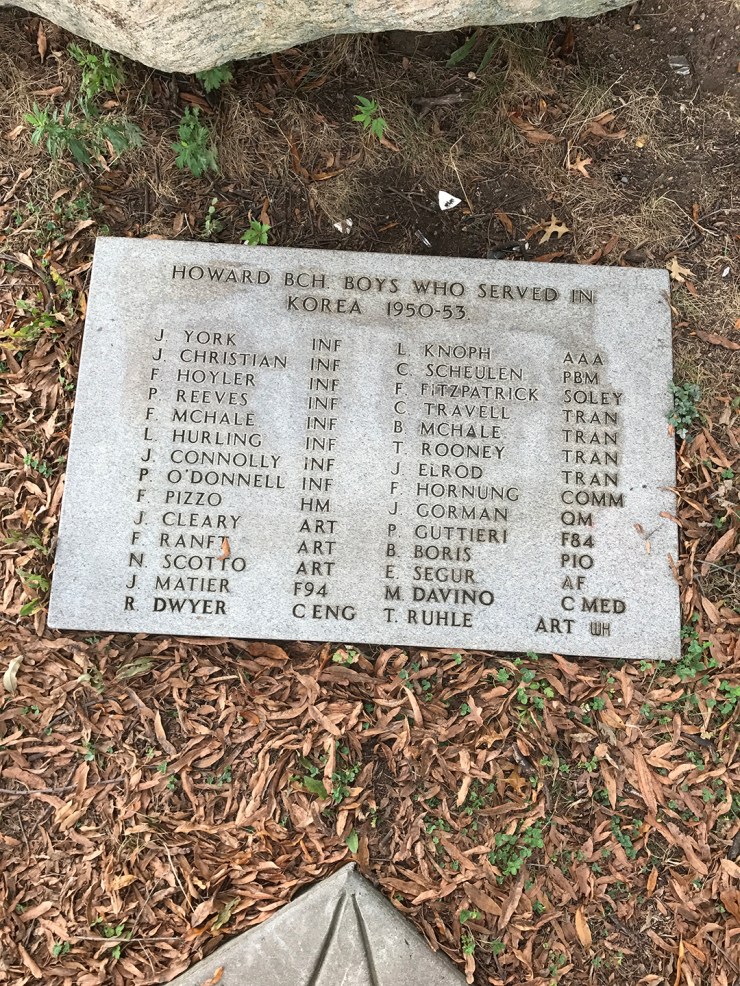 HOWARD BCH. BOYS WHO SERVED IN
KOREA 1950-53.
J. YORK INF
J. CHRISTIAN INF
F HOYLER INF
P. REEVES INF
F. MCHALE INF
L. HURLING INF
J. CONNOLLY INF
P. O'DONNELL INF
F. PIZZO HM
J. CLEARY ART
F. RANFT ART
N. SCOTTO ART
J. MATIER F94
R. DWYER C ENG
L. KNOPH AAA
C. SCHEULEN PBM
F. FITZPATRICK SOLEY
C. TRAVELL TRAN
B MCHALE TRAN
T. ROONEY TRAN
J ELROD TRAN
F HORNUNG COMM
J. GORMAN QM
P. GUTTIERI F84
B. BORIS PIO
E. SEGUR AF
M. DAVINO C MED
T. RUHLE ART